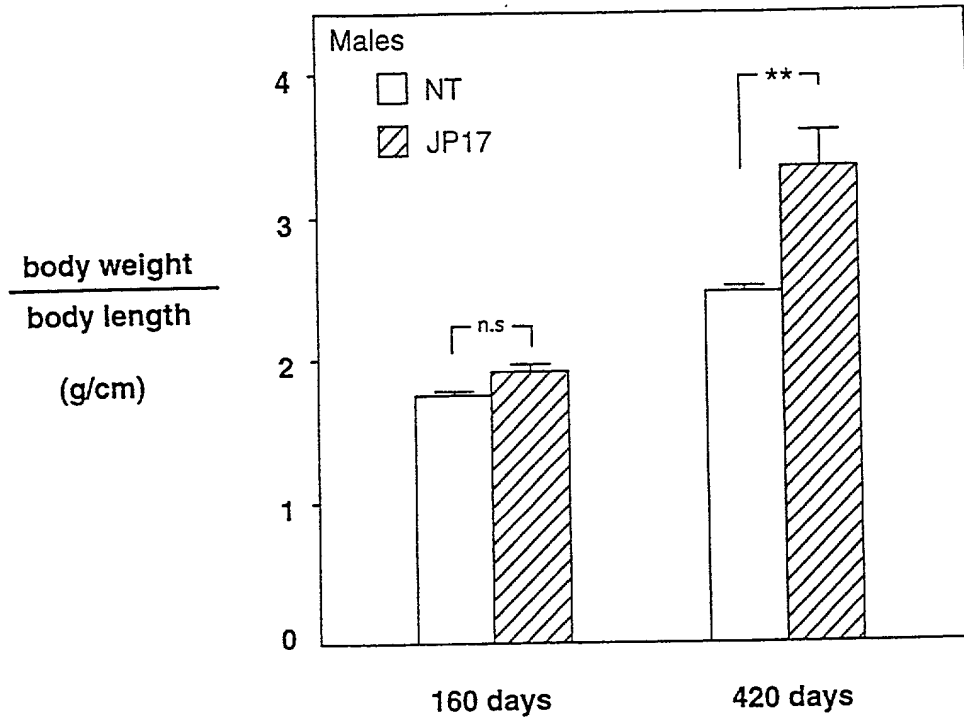 Males
NT
JP17
4
3
2
1
0
body weight
body length
(g/cm)
n.s
**
160 days
420 days